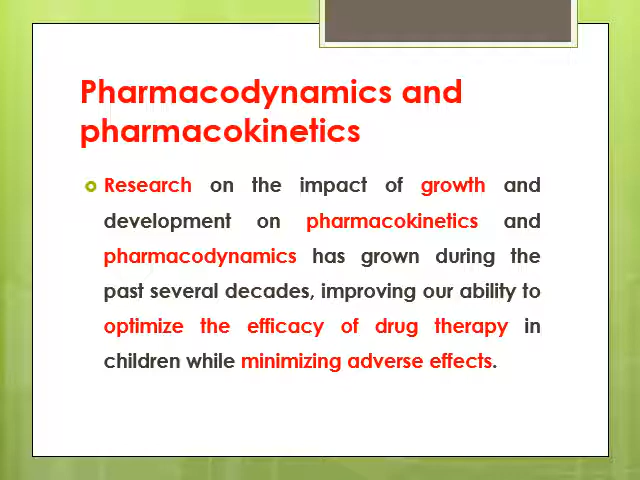 Pharmacodynamics and
pharmacokinetics
Research on the impact of growth and
development on pharmacokinetics and
pharmacodynamics has grown during the
past several decades, improving our ability to
optimize the efficacy of drug therapy in
children while minimizing adverse effects.